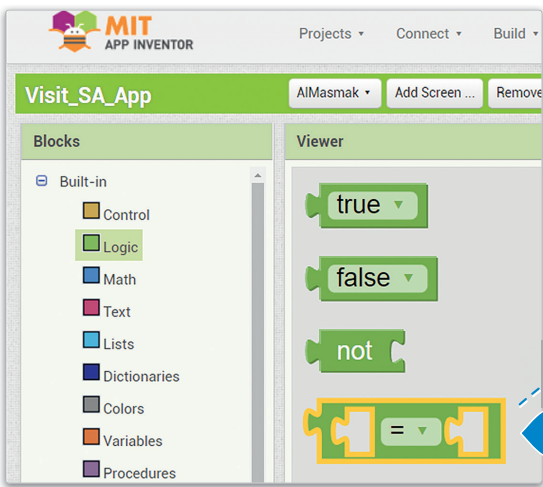 MIT
APP INVENTOR
Projects
Connect
Build
Visit_SA_App
AlMasmak
Add Screen ...
Remove
Blocks
Viewer
Built-in
Control
Logic
Math
Text
Lists
Dictionaries
Colors
Variables
Procedures
true
false
not
=